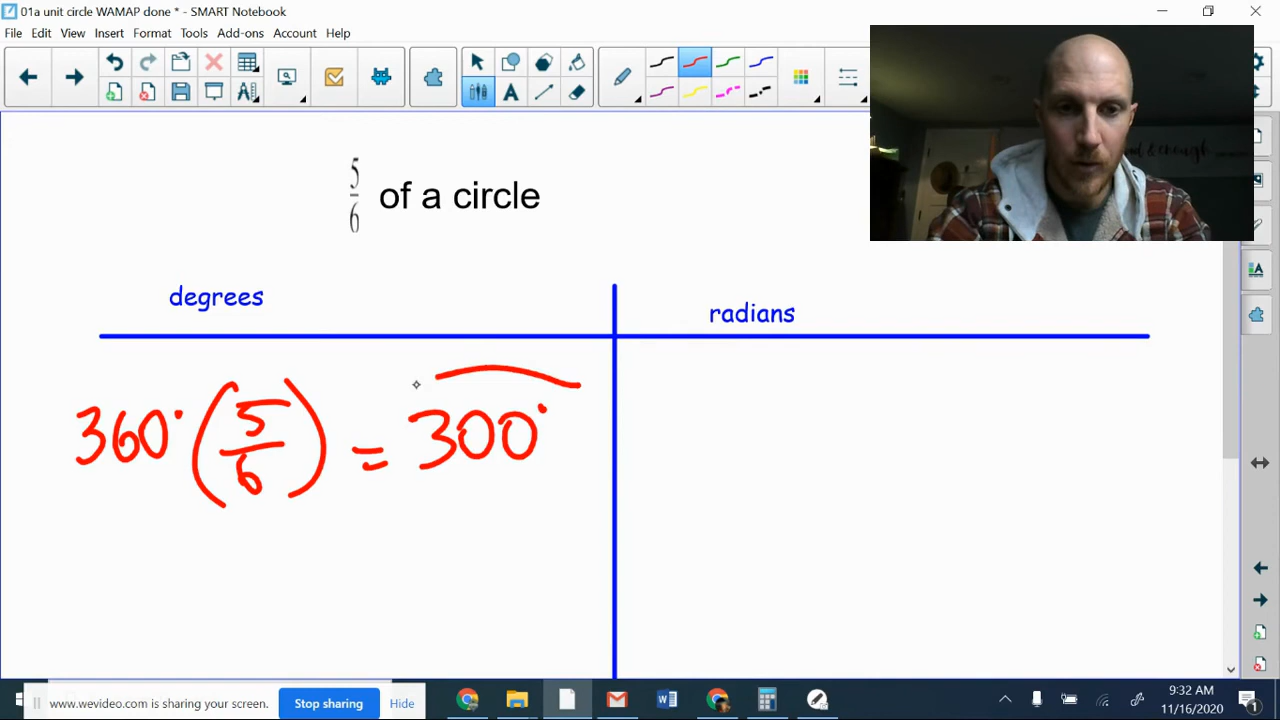 01a unit circle WAMAP done * - SMART Notebook
File Edit View Insert Format Tools Add-ons Account Help
5/6 of a circle
degrees
radians
360° (5/6) = 300°
www.wevideo.com is sharing your screen. Stop sharing Hide
9:32 AM
11/16/2020
1